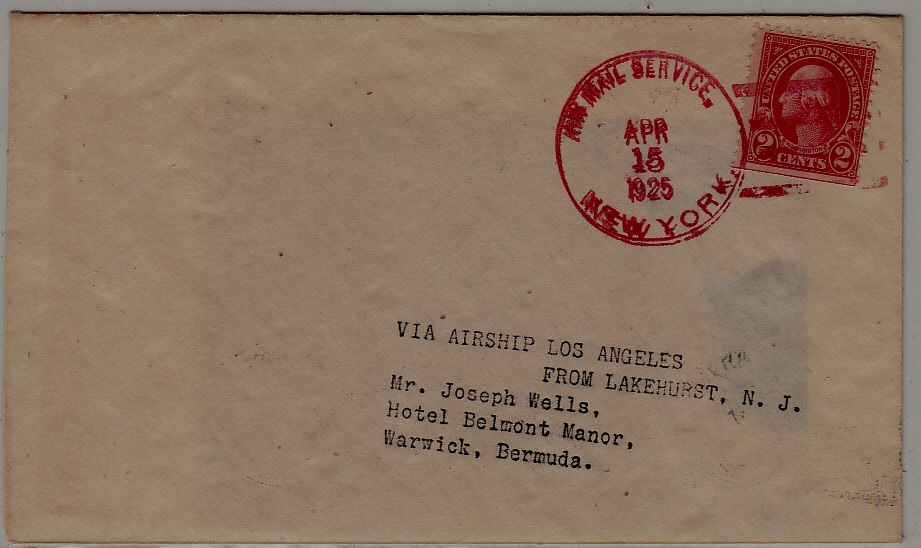 UNITED STATES POSTAGE
2 CENTS 2
AIR MAIL SERVICE,
APR
15
1925
NEW YORK.
VIA AIRSHIP LOS ANGELES
FROM LAKEHURST, N. J.
Mr. Joseph Wells,
Hotel Belmont Manor,
Warwick, Bermuda.